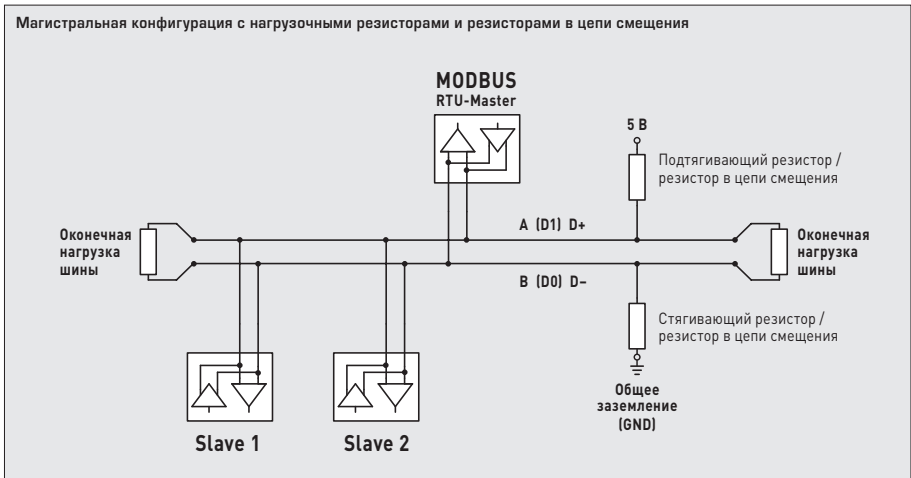 Магистральная конфигурация с нагрузочными резисторами и резисторами в цепи смещения
MODBUS
RTU-Master
5 В
Подтягивающий резистор /
резистор в цепи смещения
Оконечная
нагрузка
шины
A (D1) D+
B (D0) D−
Оконечная
нагрузка
шины
Стягивающий резистор /
резистор в цепи смещения
Общее
заземление
(GND)
Slave 1
Slave 2